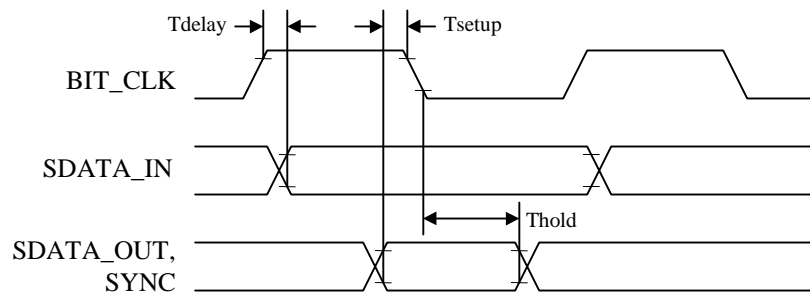 Tdelay
Tsetup
BIT_CLK
SDATA_IN
Thold
SDATA_OUT,
SYNC